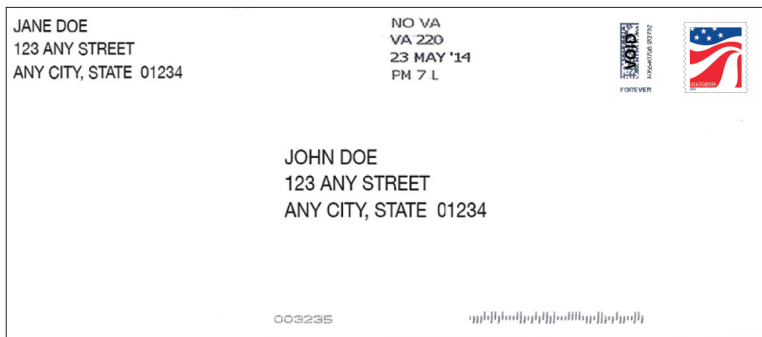 JANE DOE
123 ANY STREET
ANY CITY, STATE 01234
NO VA
VA 220
23 MAY '14
PM 7 L
VOID
FOREVER
JOHN DOE
123 ANY STREET
ANY CITY, STATE 01234
003235